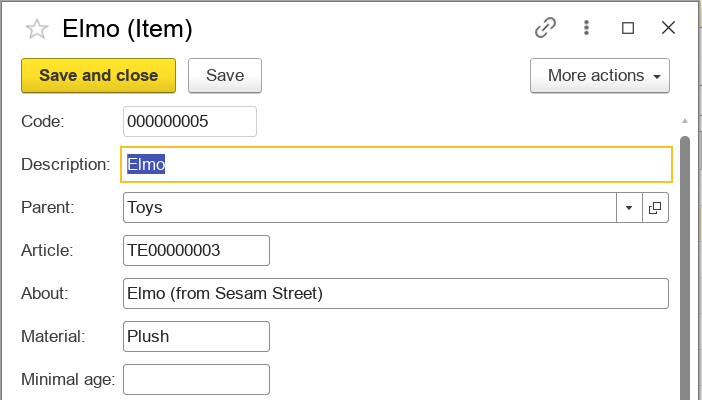 Elmo (Item)
Save and close Save More actions
Code: 000000005
Description: Elmo
Parent: Toys
Article: TE00000003
About: Elmo (from Sesam Street)
Material: Plush
Minimal age: